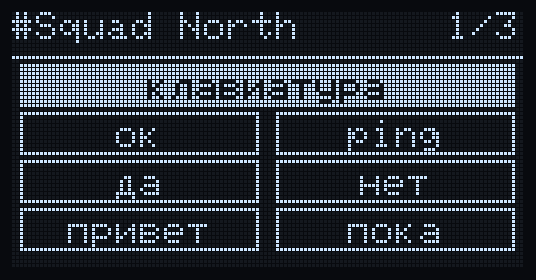 #Squad North 1/3
клавиатура
ок ping
да нет
привет пока